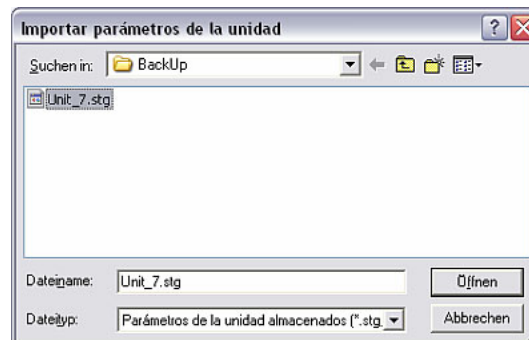 Importar parámetros de la unidad
Suchen in: BackUp
Unit_7.stg
Dateiname: Unit_7.stg Öffnen
Dateityp: Parámetros de la unidad almacenados (*.stg, Abbrechen